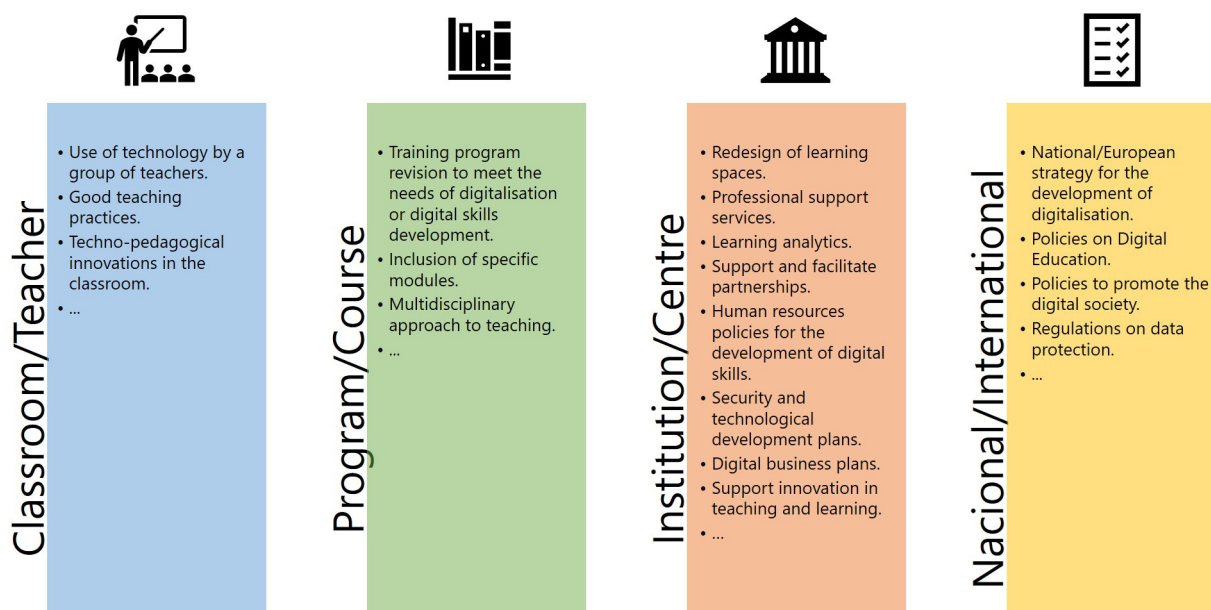 Classroom/Teacher
• Use of technology by a
group of teachers.
• Good teaching
practices.
• Techno-pedagogical
innovations in the
classroom.
• ...
Program/Course
• Training program
revision to meet the
needs of digitalisation
or digital skills
development.
• Inclusion of specific
modules.
• Multidisciplinary
approach to teaching.
• ...
Institution/Centre
• Redesign of learning
spaces.
• Professional support
services.
• Learning analytics.
• Support and facilitate
partnerships.
• Human resources
policies for the
development of digital
skills.
• Security and
technological
development plans.
• Digital business plans.
• Support innovation in
teaching and learning.
• ...
Nacional/International
• National/European
strategy for the
development of
digitalisation.
• Policies on Digital
Education.
• Policies to promote the
digital society.
• Regulations on data
protection.
• ...